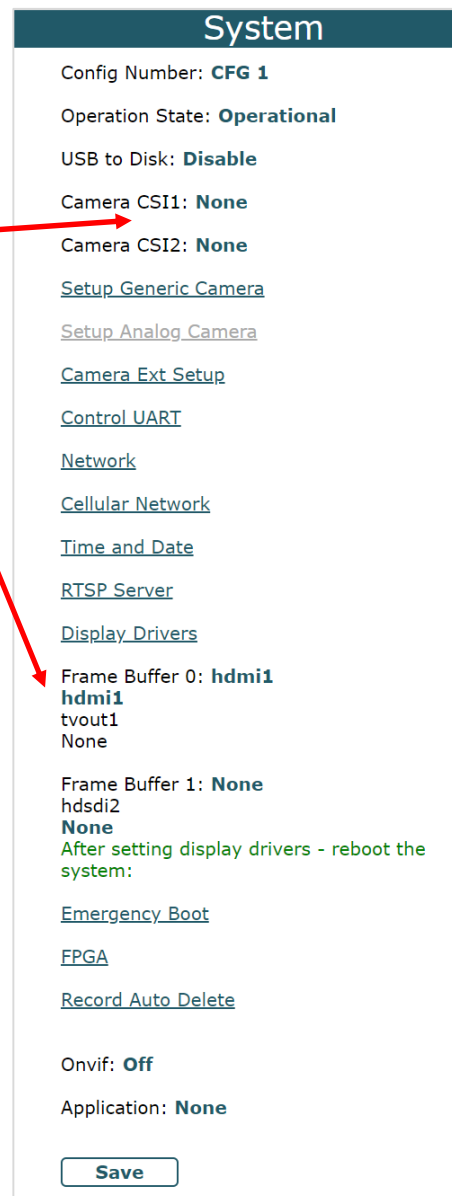 System
Config Number: CFG 1
Operation State: Operational
USB to Disk: Disable
Camera CSI1: None
Camera CSI2: None
Setup Generic Camera
Setup Analog Camera
Camera Ext Setup
Control UART
Network
Cellular Network
Time and Date
RTSP Server
Display Drivers
Frame Buffer 0: hdmi1
hdmi1
tvout1
None
Frame Buffer 1: None
hdsdi2
None
After setting display drivers - reboot the
system:
Emergency Boot
FPGA
Record Auto Delete
Onvif: Off
Application: None
Save